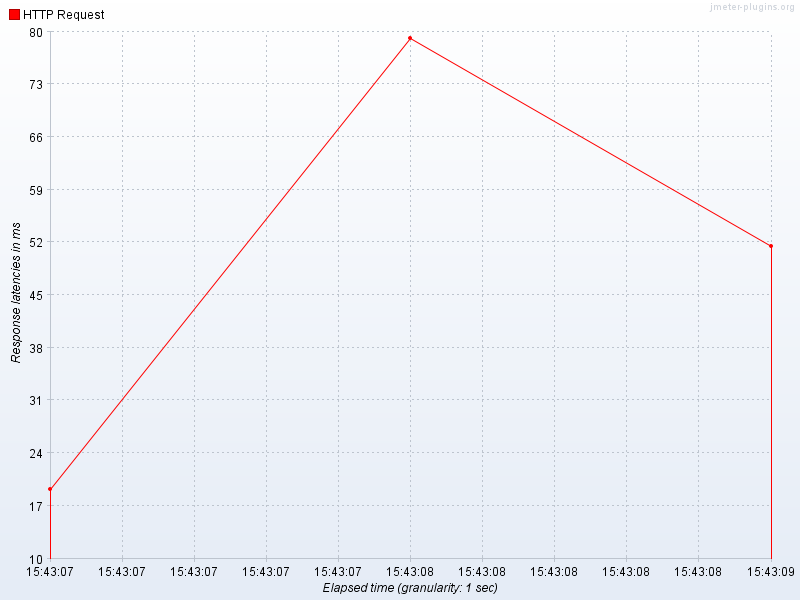 jmeter-plugins.org
HTTP Request
80
73
66
59
52
45
38
31
24
17
10
Response latencies in ms
15:43:07 15:43:07 15:43:07 15:43:07 15:43:07 15:43:08 15:43:08 15:43:08 15:43:08 15:43:08 15:43:09
Elapsed time (granularity: 1 sec)